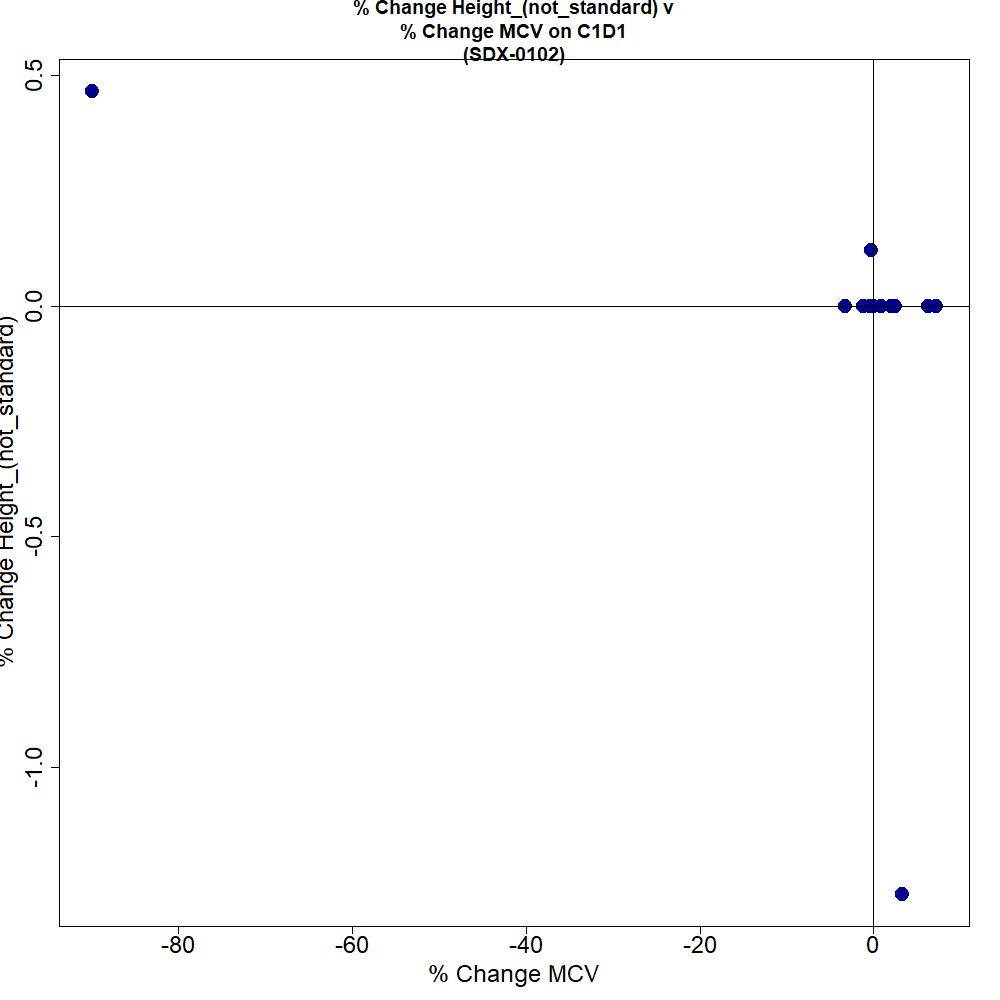 % Change Height_(not_standard) v
% Change MCV on C1D1
(SDX-0102)
0.5
0.0
-0.5
-1.0
% Change Height_(not_standard)
-80
-60
-40
-20
0
% Change MCV